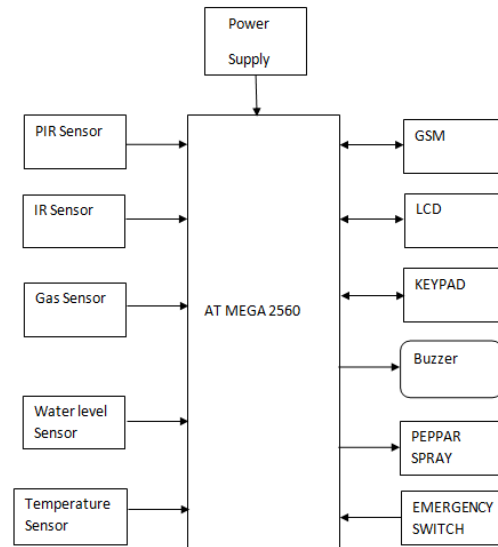 Power
Supply
PIR Sensor
GSM
IR Sensor
LCD
Gas Sensor
KEYPAD
AT MEGA 2560
Buzzer
Water level
Sensor
PEPPAR
SPRAY
Temperature
Sensor
EMERGENCY
SWITCH